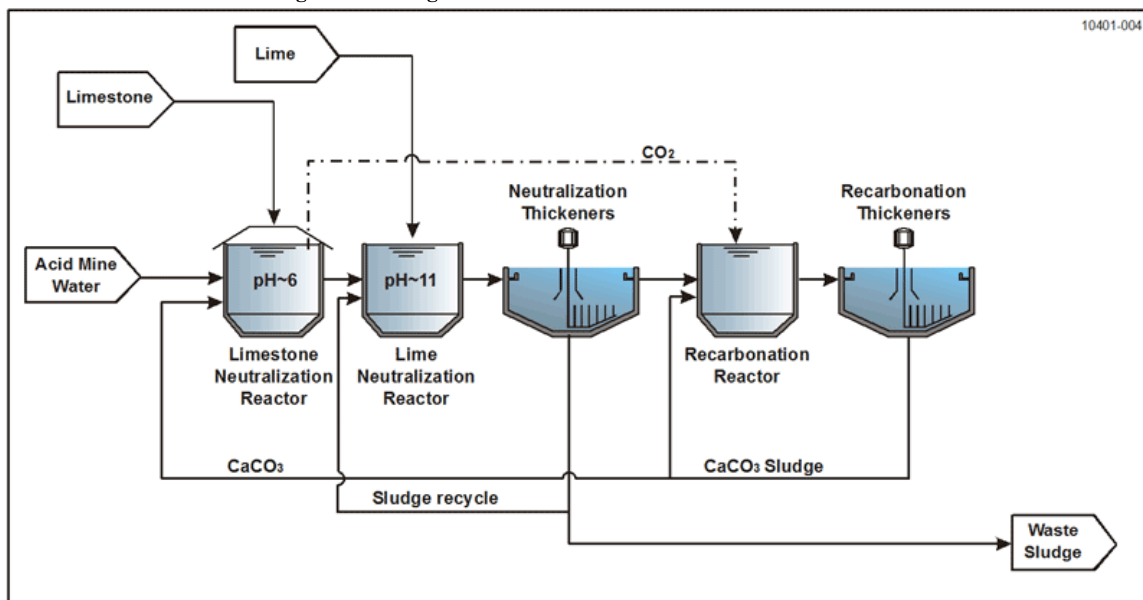 10401-004
Lime
Limestone
CO₂
Neutralization
Thickeners
Recarbonation
Thickeners
Acid Mine
Water
pH~6
pH~11
Limestone
Neutralization
Reactor
Lime
Neutralization
Reactor
Recarbonation
Reactor
CaCO₃
CaCO₃ Sludge
Sludge recycle
Waste
Sludge